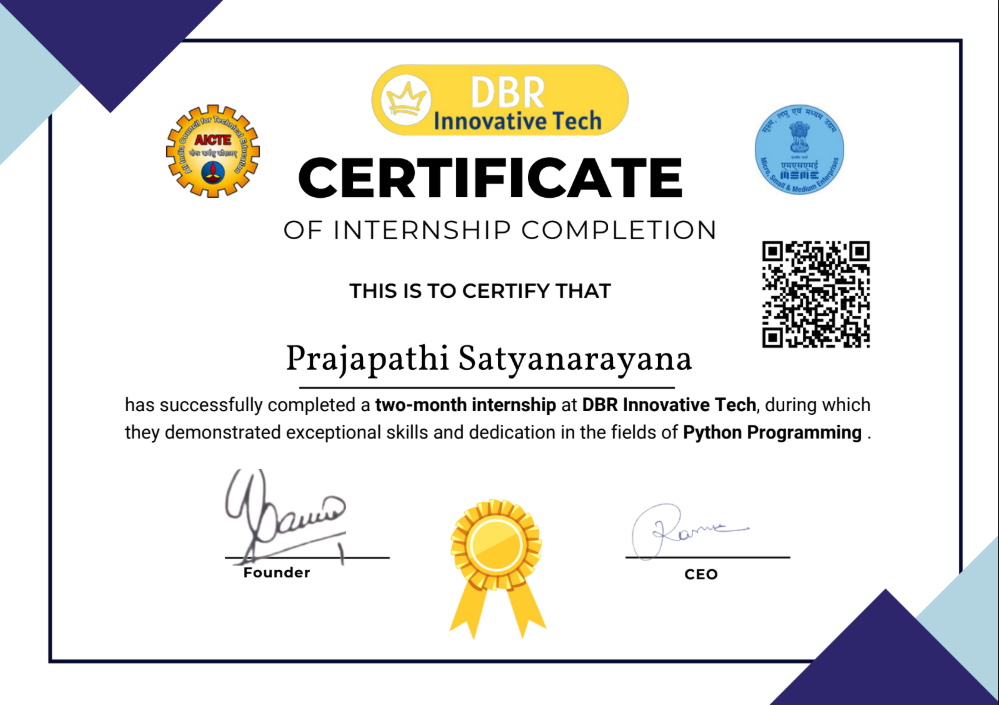 DBR
Innovative Tech
All India Council for Technical Education
AICTE
सूक्ष्म, लघु एवं मध्यम उद्यम
एमएसएमई
MSME
Micro, Small & Medium Enterprises
CERTIFICATE
OF INTERNSHIP COMPLETION
THIS IS TO CERTIFY THAT
Prajapathi Satyanarayana
has successfully completed a two-month internship at DBR Innovative Tech, during which
they demonstrated exceptional skills and dedication in the fields of Python Programming .
Founder
CEO